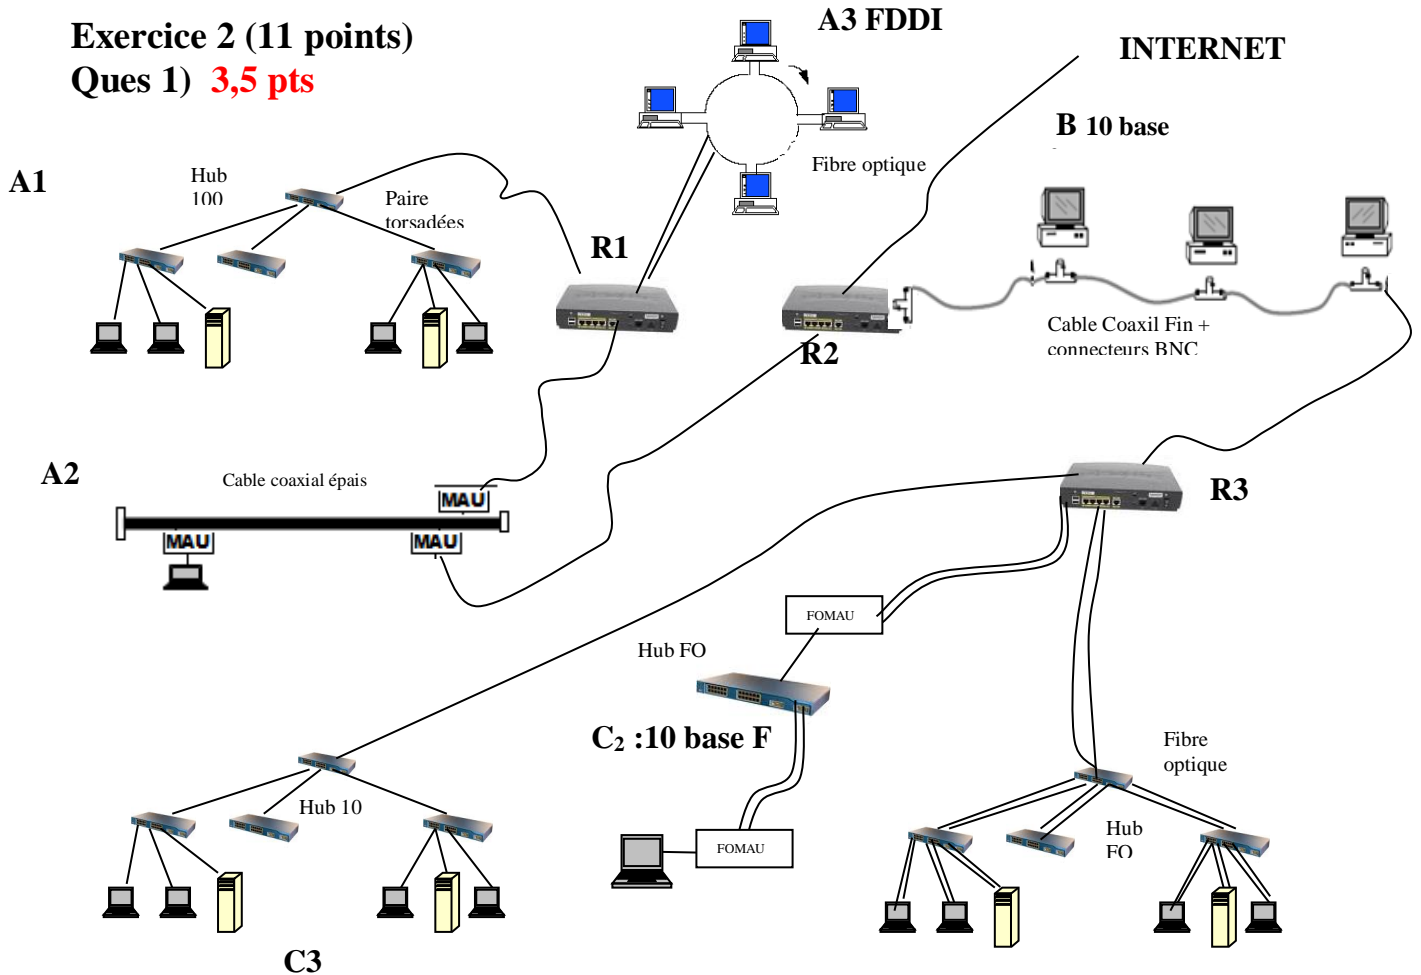 Exercice 2 (11 points)
Ques 1) 3,5 pts
A3 FDDI
INTERNET
B 10 base
Fibre optique
A1
Hub
100
Paire
torsadées
R1
R2
Cable Coaxil Fin +
connecteurs BNC
A2
Cable coaxial épais
MAU
MAU
MAU
R3
FOMAU
Hub FO
C2 :10 base F
Fibre
optique
Hub 10
Hub
FO
FOMAU
C3